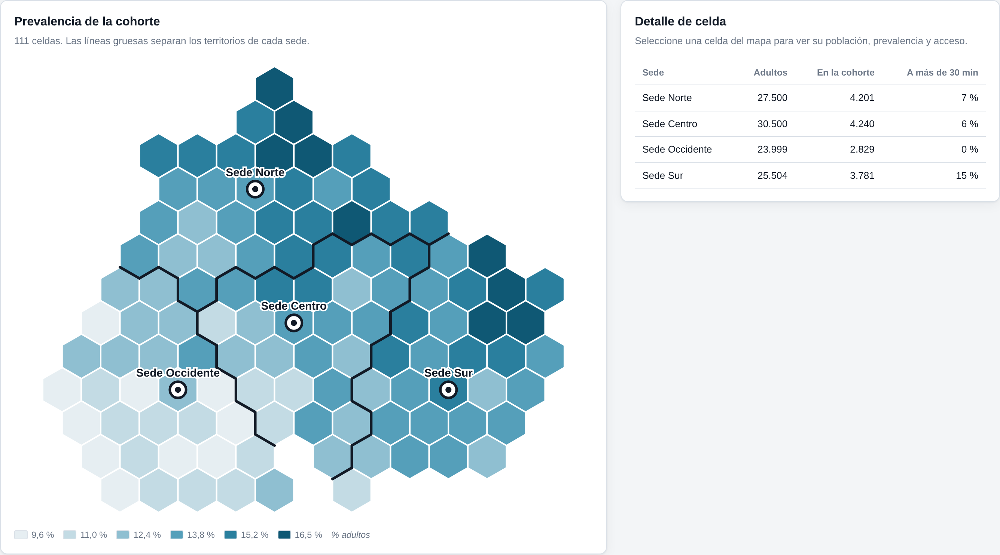 Prevalencia de la cohorte
111 celdas. Las líneas gruesas separan los territorios de cada sede.
Sede Norte
Sede Centro
Sede Occidente
Sede Sur
9,6 % 11,0 % 12,4 % 13,8 % 15,2 % 16,5 % % adultos
Detalle de celda
Seleccione una celda del mapa para ver su población, prevalencia y acceso.
Sede Adultos En la cohorte A más de 30 min
Sede Norte 27.500 4.201 7 %
Sede Centro 30.500 4.240 6 %
Sede Occidente 23.999 2.829 0 %
Sede Sur 25.504 3.781 15 %